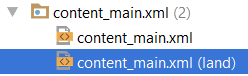 content_main.xml (2)
content_main.xml
content_main.xml (land)